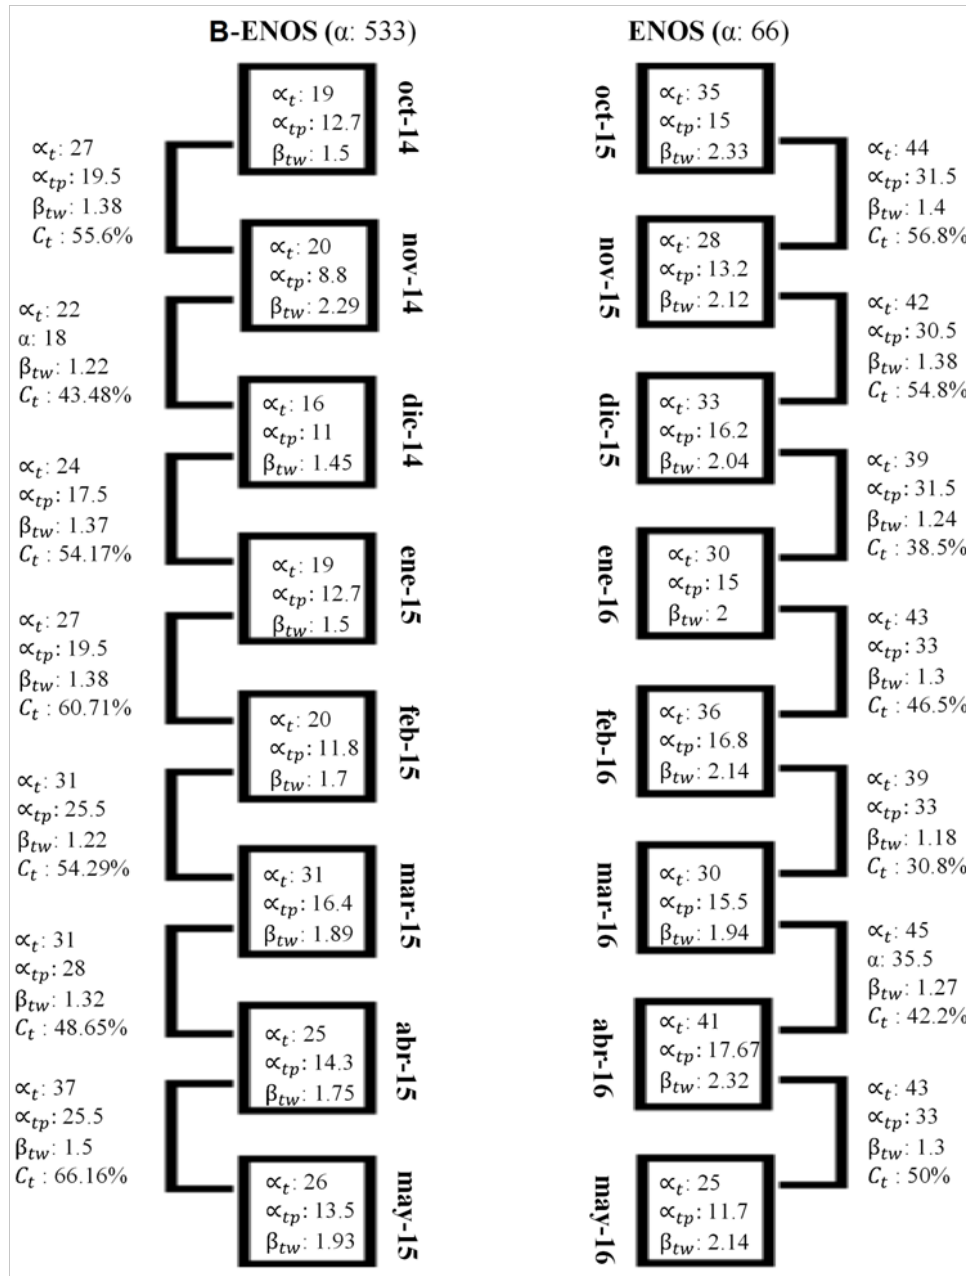 B-ENOS (α: 533)
∝t: 19
∝tp: 12.7
βtw: 1.5
oct-14
∝t: 27
∝tp: 19.5
βtw: 1.38
Ct : 55.6%
∝t: 20
∝tp: 8.8
βtw: 2.29
nov-14
∝t: 22
α: 18
βtw: 1.22
Ct : 43.48%
∝t: 16
∝tp: 11
βtw: 1.45
dic-14
∝t: 24
∝tp: 17.5
βtw: 1.37
Ct : 54.17%
∝t: 19
∝tp: 12.7
βtw: 1.5
ene-15
∝t: 27
∝tp: 19.5
βtw: 1.38
Ct : 60.71%
∝t: 20
∝tp: 11.8
βtw: 1.7
feb-15
∝t: 31
∝tp: 25.5
βtw: 1.22
Ct : 54.29%
∝t: 31
∝tp: 16.4
βtw: 1.89
mar-15
∝t: 31
∝tp: 28
βtw: 1.32
Ct : 48.65%
∝t: 25
∝tp: 14.3
βtw: 1.75
abr-15
∝t: 37
∝tp: 25.5
βtw: 1.5
Ct : 66.16%
∝t: 26
∝tp: 13.5
βtw: 1.93
may-15
ENOS (α: 66)
oct-15
∝t: 35
∝tp: 15
βtw: 2.33
∝t: 44
∝tp: 31.5
βtw: 1.4
Ct : 56.8%
nov-15
∝t: 28
∝tp: 13.2
βtw: 2.12
∝t: 42
∝tp: 30.5
βtw: 1.38
Ct : 54.8%
dic-15
∝t: 33
∝tp: 16.2
βtw: 2.04
∝t: 39
∝tp: 31.5
βtw: 1.24
Ct : 38.5%
ene-16
∝t: 30
∝tp: 15
βtw: 2
∝t: 43
∝tp: 33
βtw: 1.3
Ct : 46.5%
feb-16
∝t: 36
∝tp: 16.8
βtw: 2.14
∝t: 39
∝tp: 33
βtw: 1.18
Ct : 30.8%
mar-16
∝t: 30
∝tp: 15.5
βtw: 1.94
∝t: 45
α: 35.5
βtw: 1.27
Ct : 42.2%
abr-16
∝t: 41
∝tp: 17.67
βtw: 2.32
∝t: 43
∝tp: 33
βtw: 1.3
Ct : 50%
may-16
∝t: 25
∝tp: 11.7
βtw: 2.14